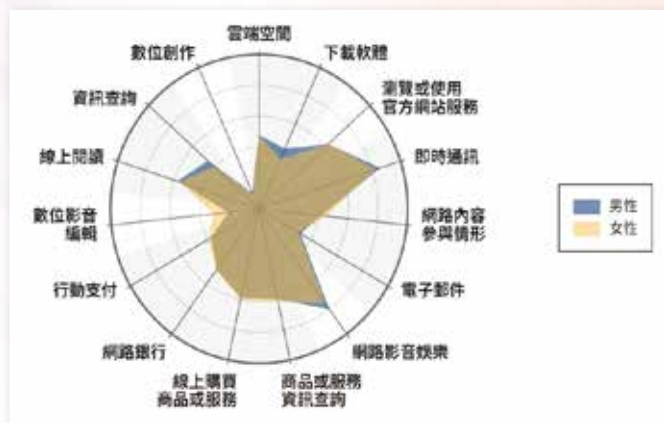 雲端空間
下載軟體
瀏覽或使用
官方網站服務
即時通訊
網路內容
參與情形
電子郵件
網路影音娛樂
商品或服務
資訊查詢
線上購買
商品或服務
網路銀行
行動支付
數位影音
編輯
線上閱讀
資訊查詢
數位創作
男性
女性